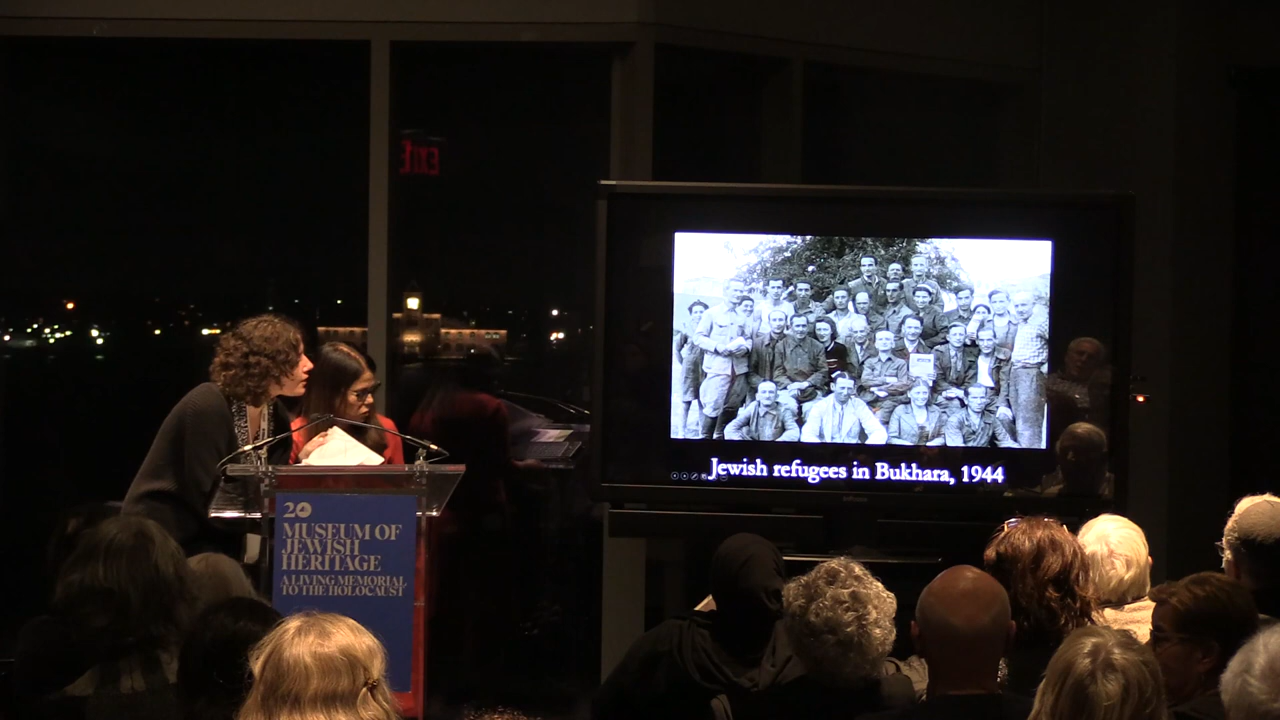 EXIT
Jewish refugees in Bukhara, 1944
20
MUSEUM OF
JEWISH
HERITAGE
A LIVING MEMORIAL
TO THE HOLOCAUST